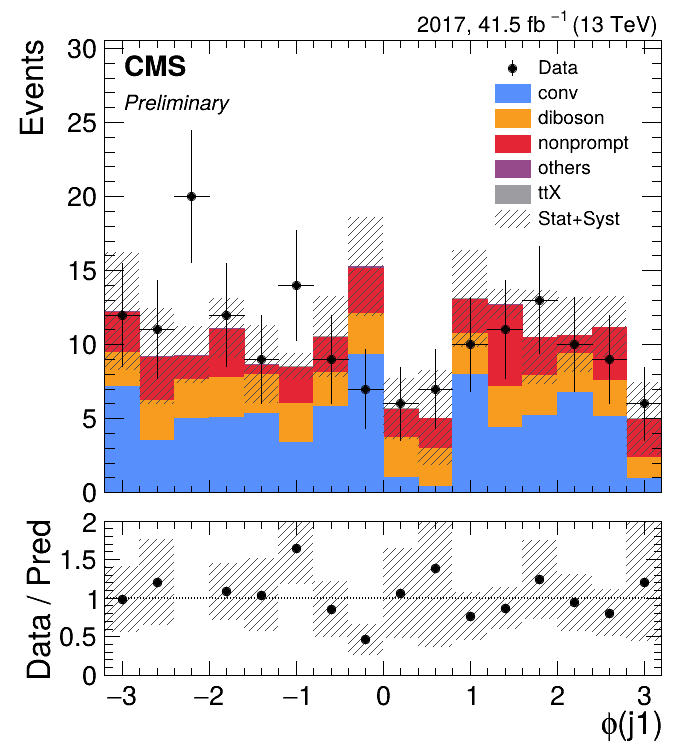 2017, 41.5 fb⁻¹ (13 TeV)
Events
30
25
20
15
10
5
0
CMS
Preliminary
Data
conv
diboson
nonprompt
others
ttX
Stat+Syst
Data / Pred
2
1.5
1
0.5
0
−3 −2 −1 0 1 2 3
ϕ(j1)